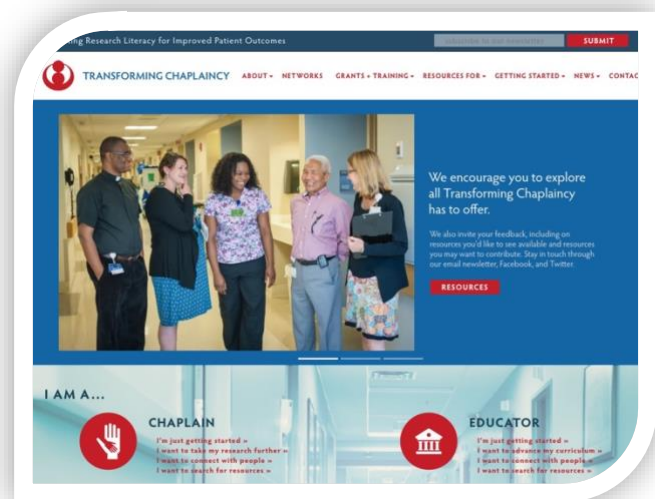 ing Research Literacy for Improved Patient Outcomes
SUBMIT
TRANSFORMING CHAPLAINCY ABOUT NETWORKS GRANTS + TRAINING RESOURCES FOR GETTING STARTED NEWS CONTAC
We encourage you to explore
all Transforming Chaplaincy
has to offer.
We also invite your feedback, including on
resources you'd like to see available and resources
you may want to contribute. Stay in touch through
our email newsletter, Facebook, and Twitter.
RESOURCES
I AM A...
CHAPLAIN
I'm just getting started »
I want to take my research further »
I want to connect with people »
I want to search for resources »
EDUCATOR
I'm just getting started »
I want to advance my curriculum »
I want to connect with people »
I want to search for resources »